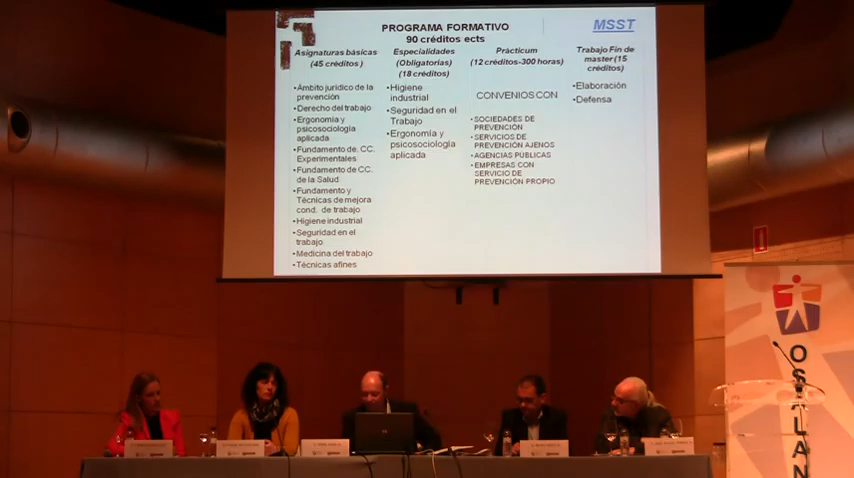 PROGRAMA FORMATIVO
90 créditos ects
MSST
Asignaturas básicas
(45 créditos )
•Ámbito jurídico de la
prevención
•Derecho del trabajo
•Ergonomía y
psicosociología
aplicada
•Fundamento de. CC.
Experimentales
•Fundamento de CC.
de la Salud
•Fundamento y
Técnicas de mejora
cond. de trabajo
•Higiene industrial
•Seguridad en el
trabajo
•Medicina del trabajo
•Técnicas afines
Especialidades
(Obligatorias)
(18 créditos)
•Higiene
industrial
•Seguridad en el
Trabajo
•Ergonomía y
psicosociología
aplicada
Prácticum
(12 créditos-300 horas)
CONVENIOS CON
•SOCIEDADES DE
PREVENCIÓN
•SERVICIOS DE
PREVENCIÓN AJENOS
•AGENCIAS PÚBLICAS
•EMPRESAS CON
SERVICIO DE
PREVENCIÓN PROPIO
Trabajo Fin de
master (15
créditos)
•Elaboración
•Defensa